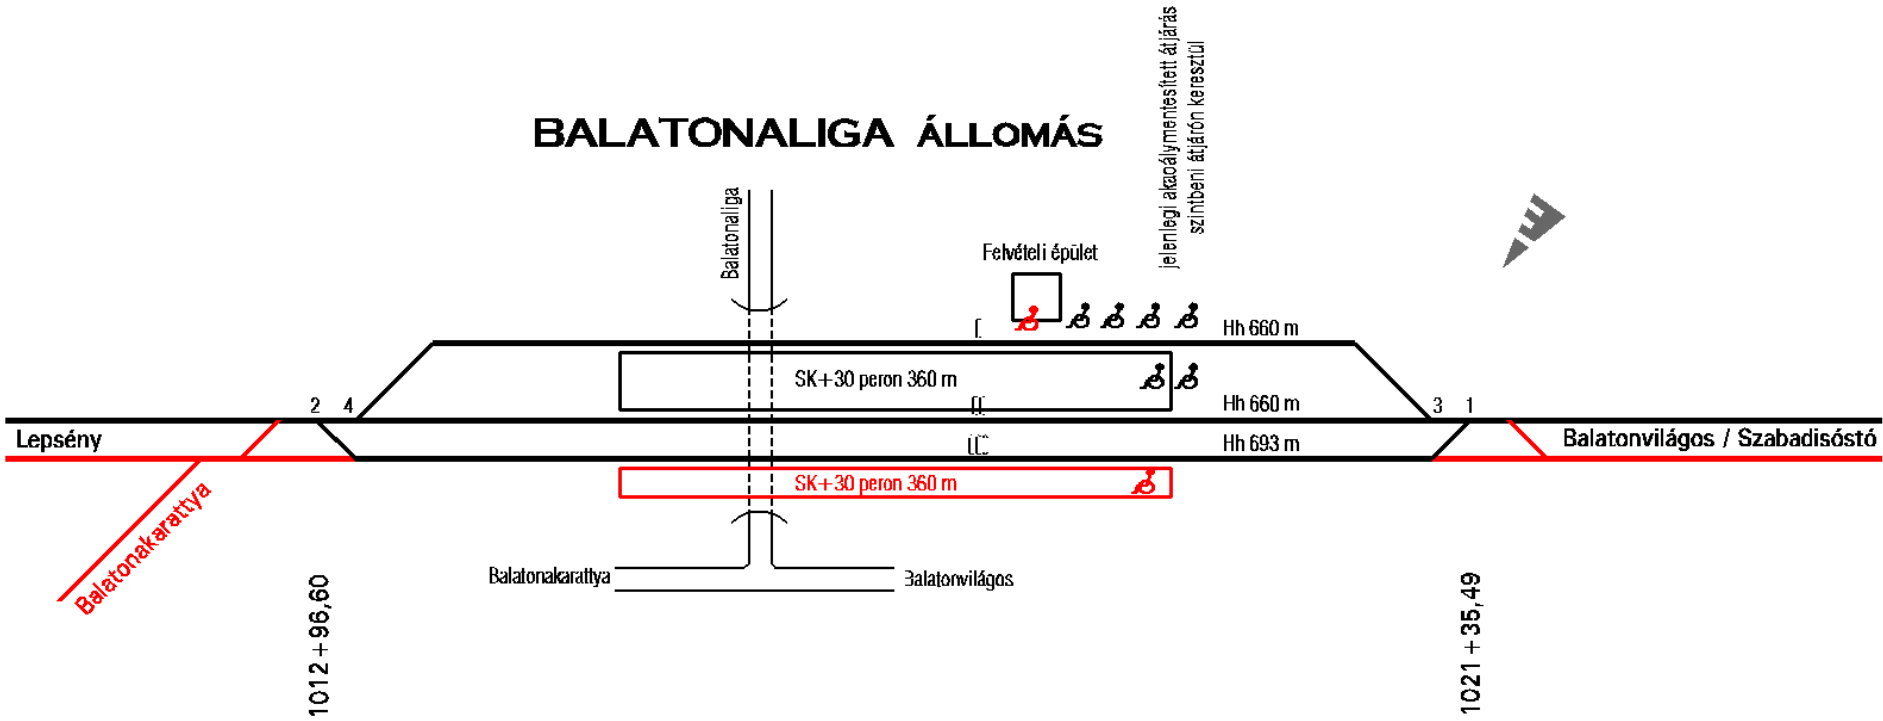 jelenlegi akadálymentesített átjárás
szintbeni átjárón keresztül
BALATONALIGA ÁLLOMÁS
Balatonaliga
Felvételi épület
É
Hh 660 m
SK+30 peron 360 m
Hh 660 m
2 4
3 1
Lepsény
Hh 693 m
Balatonvilágos / Szabadisóstó
SK+30 peron 360 m
Balatonakarattya
Balatonakarattya
Balatonvilágos
1012+96,60
1021+35,49